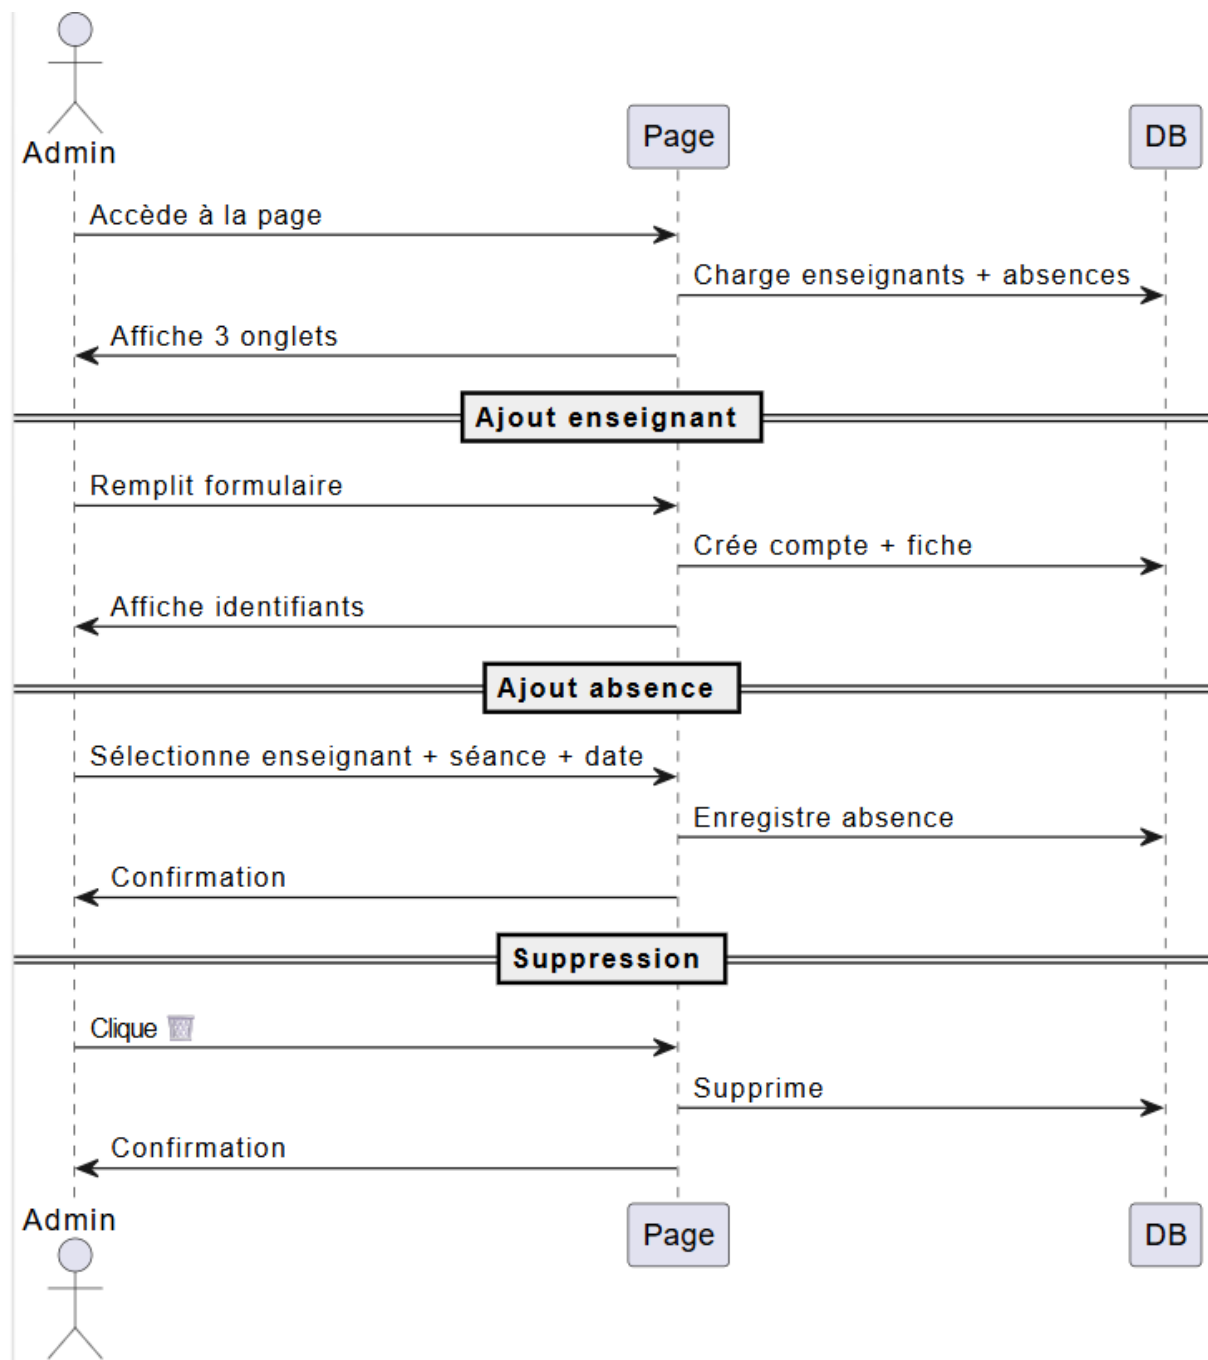 Admin
Page
DB
Accède à la page
Charge enseignants + absences
Affiche 3 onglets
Ajout enseignant
Remplit formulaire
Crée compte + fiche
Affiche identifiants
Ajout absence
Sélectionne enseignant + séance + date
Enregistre absence
Confirmation
Suppression
Clique 🗑
Supprime
Confirmation
Admin
Page
DB